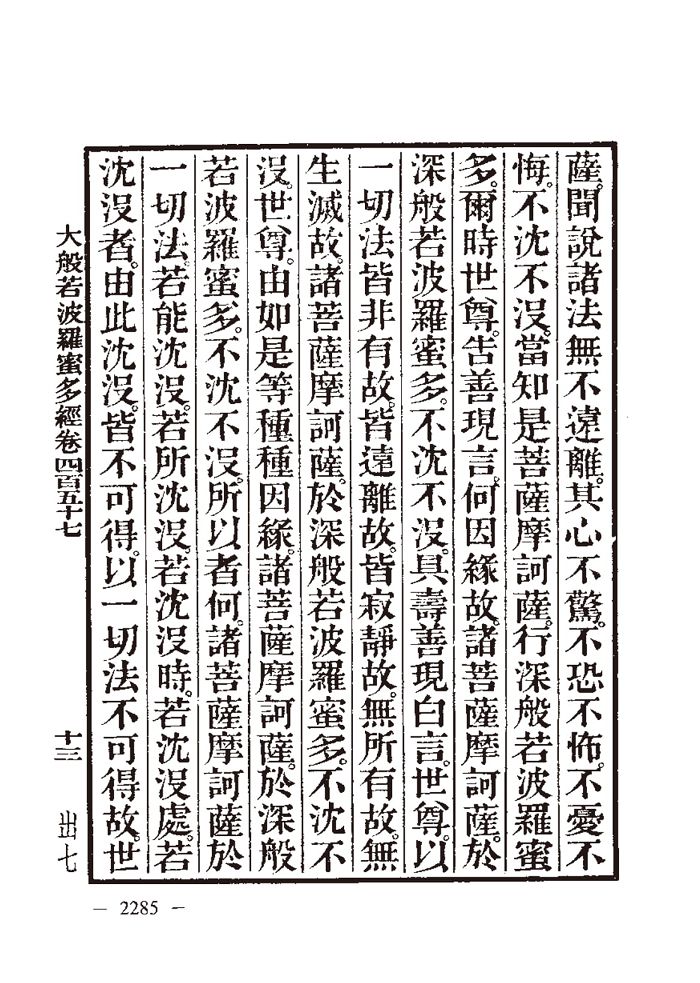 薩。聞說諸法無不遠離。其心不驚。不恐不怖。不憂不
悔。不沈不沒。當知是菩薩摩訶薩。行深般若波羅蜜
多。爾時世尊。告善現言。何因緣故。諸菩薩摩訶薩。於
深般若波羅蜜多。不沈不沒。具壽善現白言。世尊。以
一切法皆非有故。皆遠離故。皆寂靜故。無所有故。無
生滅故。諸菩薩摩訶薩。於深般若波羅蜜多。不沈不
沒。世尊。由如是等種種因緣。諸菩薩摩訶薩。於深般
若波羅蜜多。不沈不沒。所以者何。諸菩薩摩訶薩於
一切法。若能沈沒。若所沈沒。若沈沒時。若沈沒處。若
沈沒者。由此沈沒。皆不可得。以一切法不可得故。世
大般若波羅蜜多經卷四百五十七 十三 出七
— 2285 —